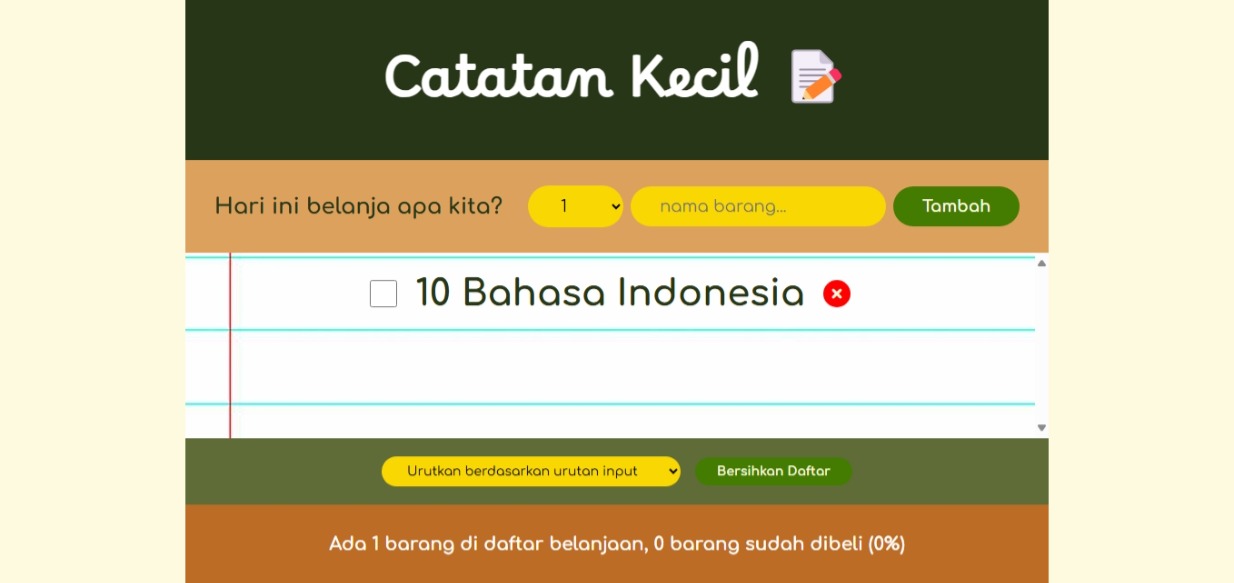 Catatan Kecil
Hari ini belanja apa kita? 1 nama barang... Tambah
10 Bahasa Indonesia
Urutkan berdasarkan urutan input Bersihkan Daftar
Ada 1 barang di daftar belanjaan, 0 barang sudah dibeli (0%)